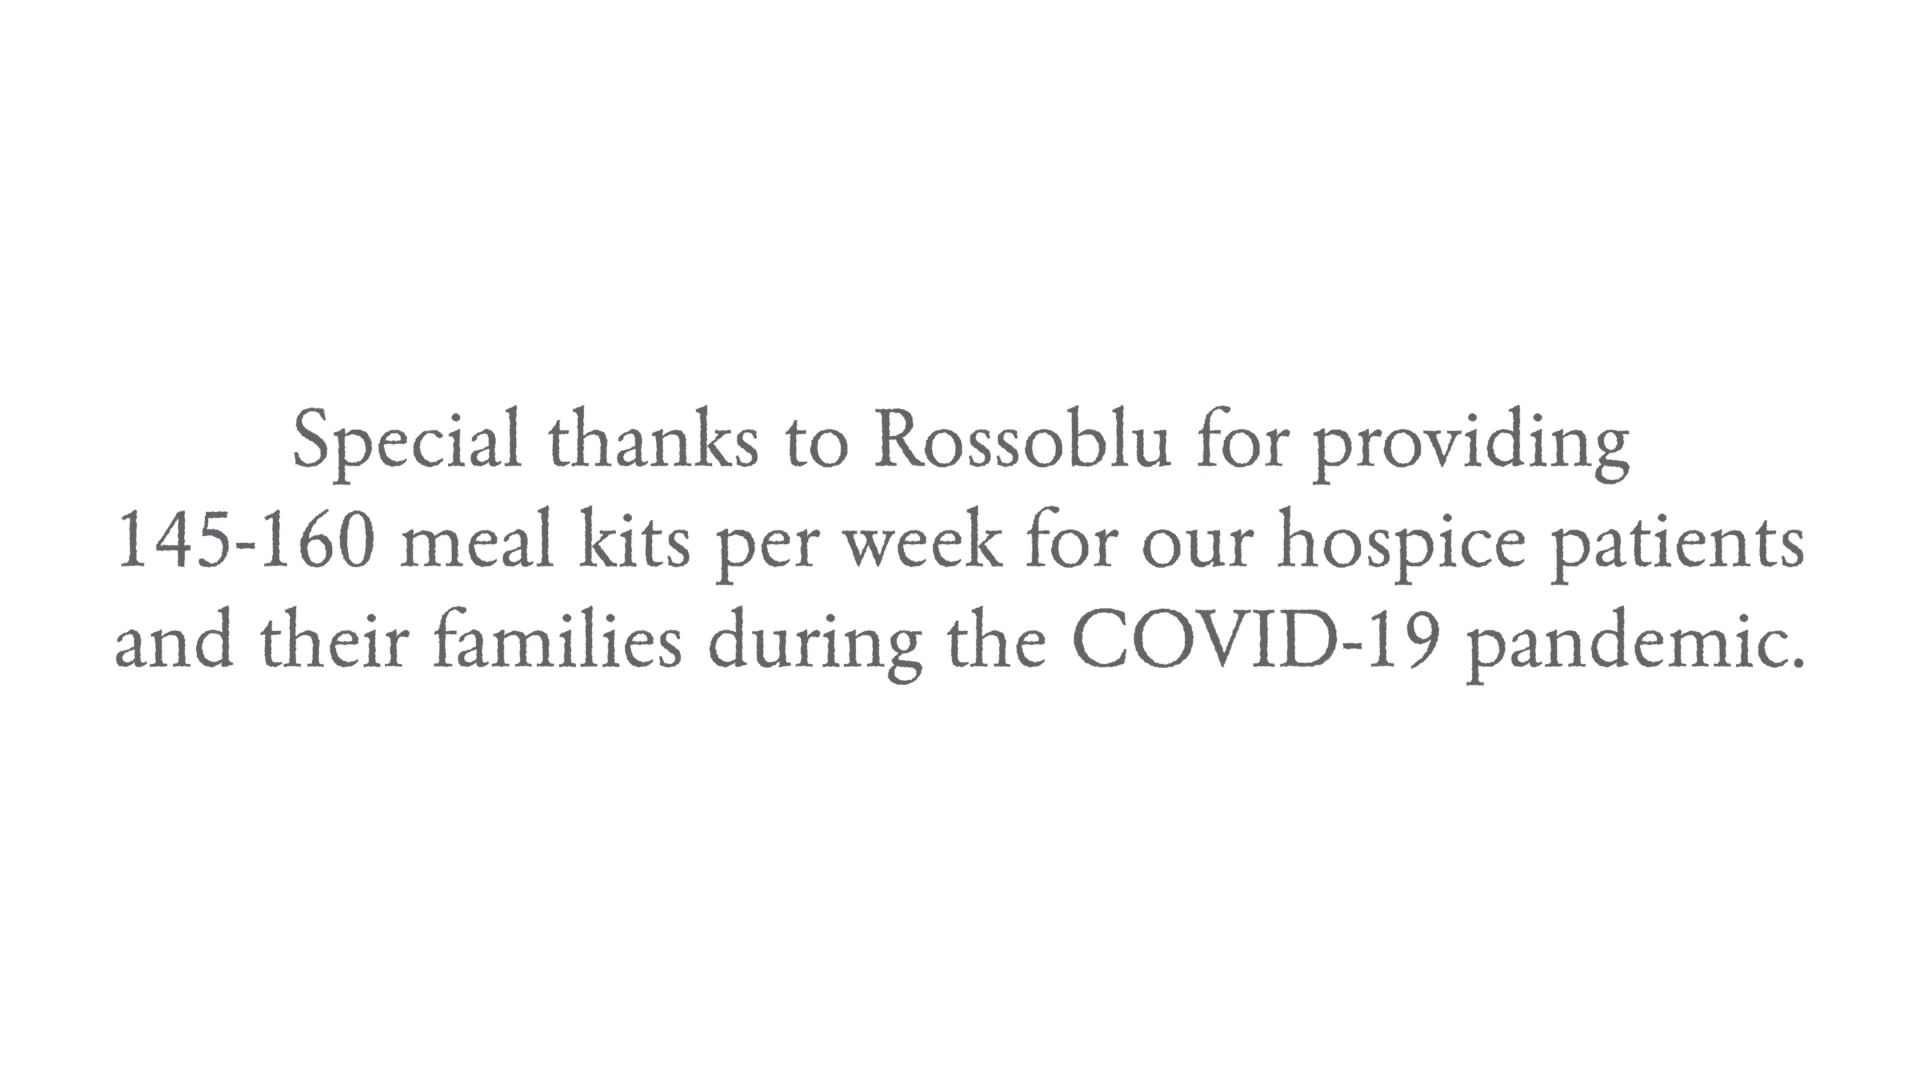 Special thanks to Rossoblu for providing
145-160 meal kits per week for our hospice patients
and their families during the COVID-19 pandemic.